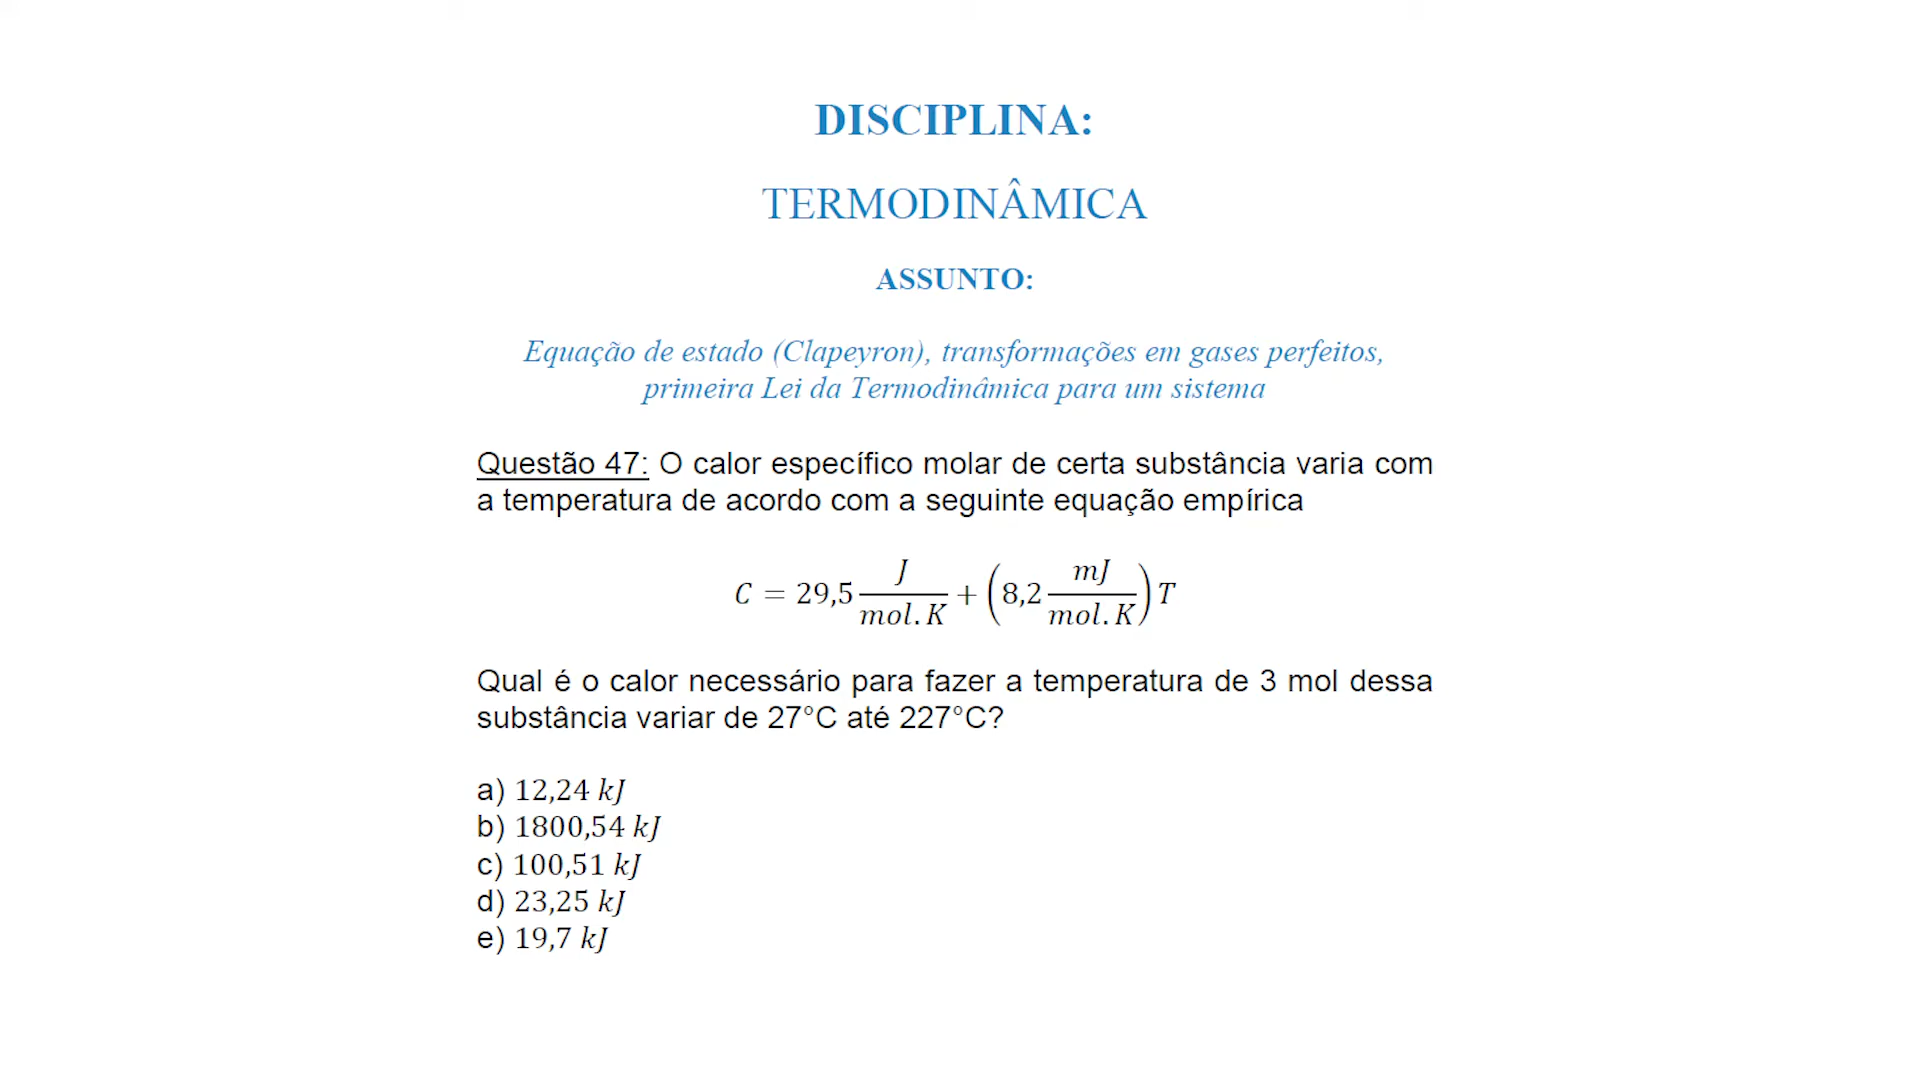 DISCIPLINA:
TERMODINÂMICA
ASSUNTO:
Equação de estado (Clapeyron), transformações em gases perfeitos,
primeira Lei da Termodinâmica para um sistema
Questão 47: O calor específico molar de certa substância varia com
a temperatura de acordo com a seguinte equação empírica
C = 29,5 J/mol.K + (8,2 mJ/mol.K) T
Qual é o calor necessário para fazer a temperatura de 3 mol dessa
substância variar de 27°C até 227°C?
a) 12,24 kJ
b) 1800,54 kJ
c) 100,51 kJ
d) 23,25 kJ
e) 19,7 kJ